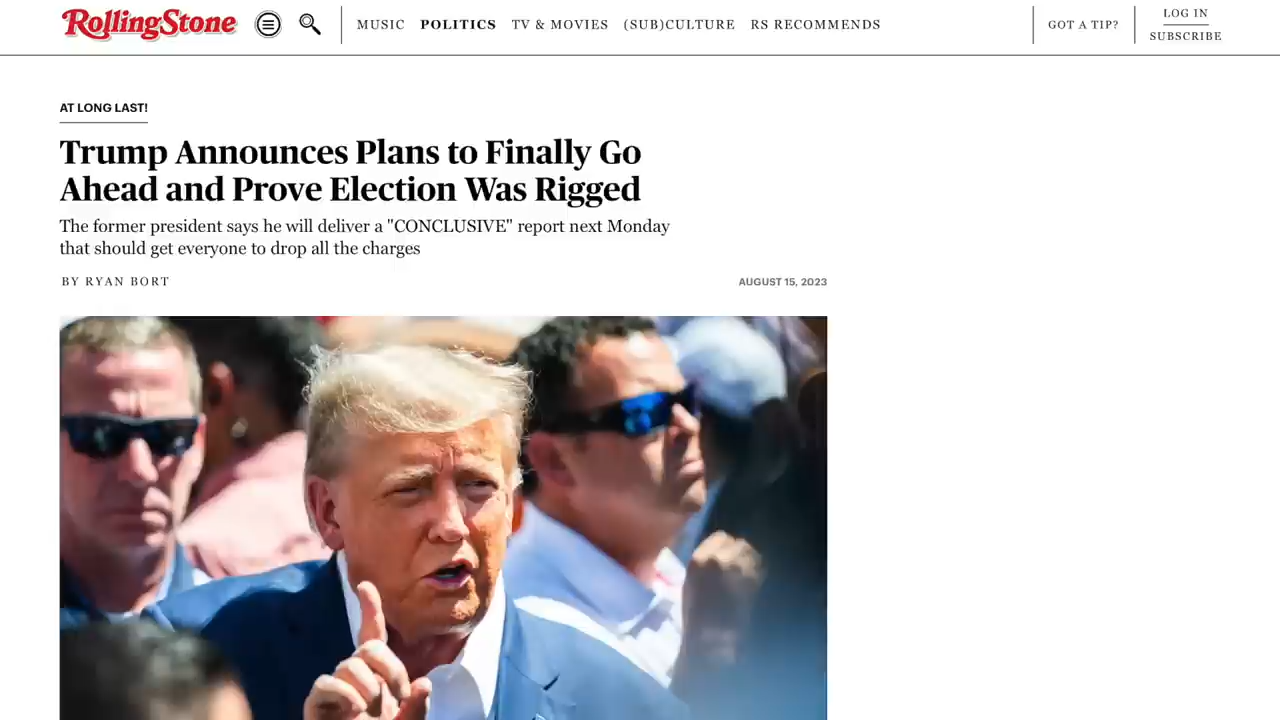 RollingStone
MUSIC POLITICS TV & MOVIES (SUB)CULTURE RS RECOMMENDS
GOT A TIP?
LOG IN
SUBSCRIBE
AT LONG LAST!
Trump Announces Plans to Finally Go
Ahead and Prove Election Was Rigged
The former president says he will deliver a "CONCLUSIVE" report next Monday
that should get everyone to drop all the charges
BY RYAN BORT
AUGUST 15, 2023